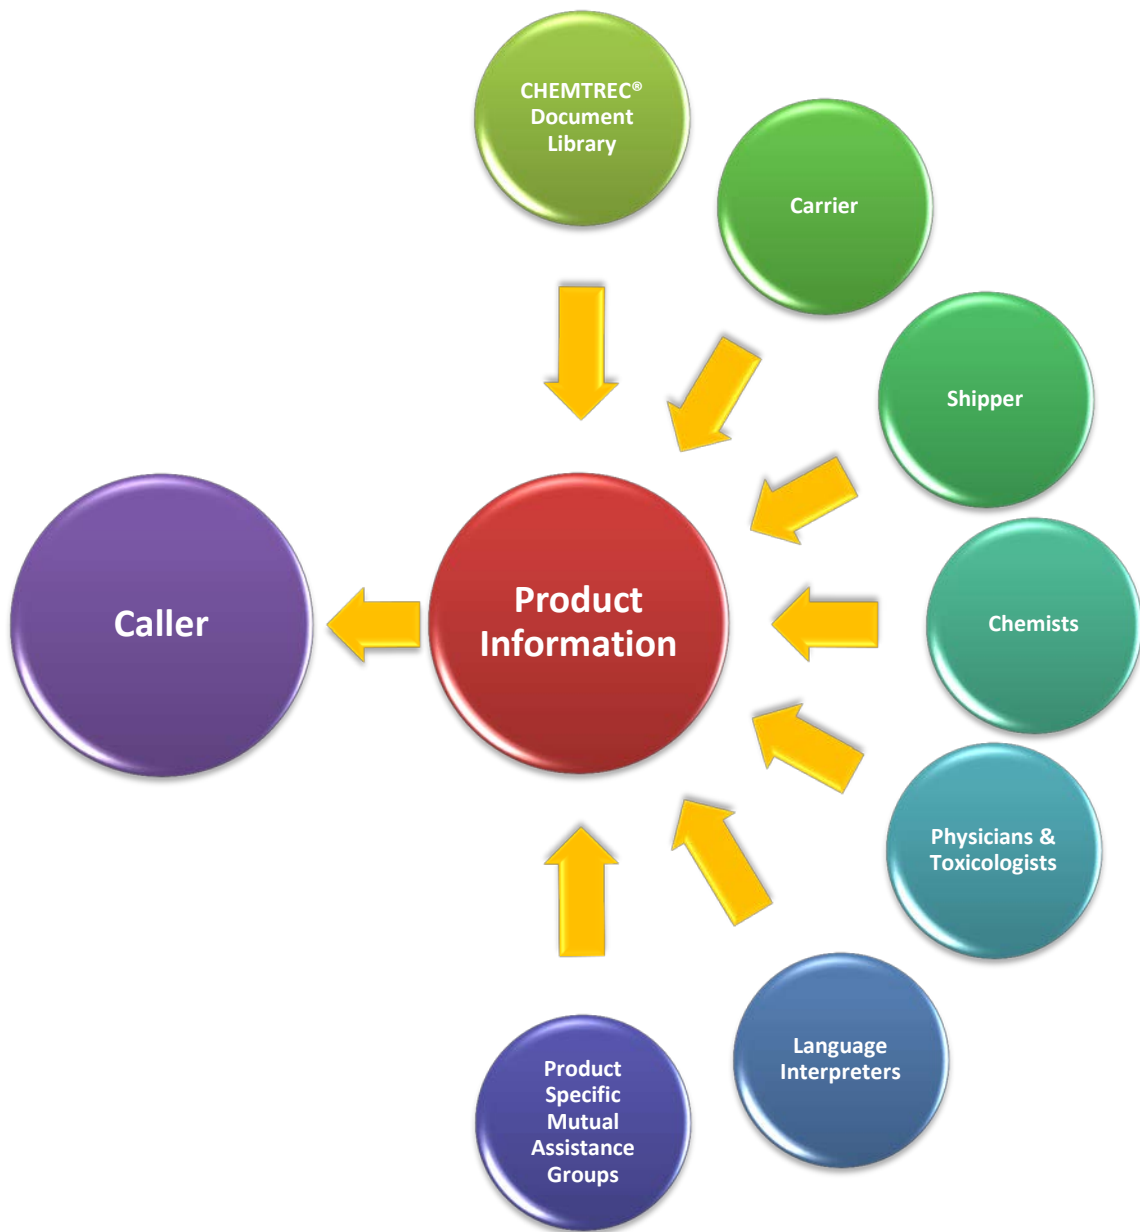 CHEMTREC®
Document
Library
Carrier
Shipper
Caller
Product
Information
Chemists
Physicians &
Toxicologists
Language
Interpreters
Product
Specific
Mutual
Assistance
Groups